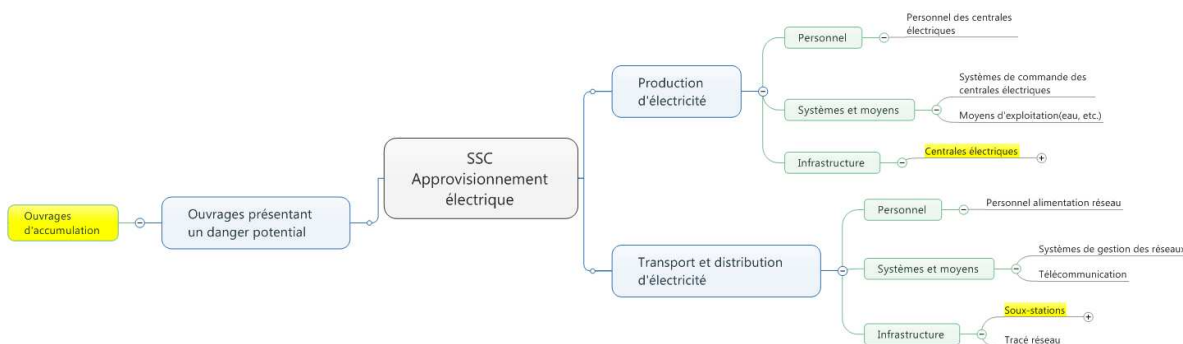 Personnel des centrales
électriques
Personnel
Production
d'électricité
Systèmes de commande des
centrales électriques
Systèmes et moyens
Moyens d'exploitation(eau, etc.)
SSC
Approvisionnement
électrique
Infrastructure
Centrales électriques
Ouvrages
d'accumulation
Ouvrages présentant
un danger potential
Personnel
Personnel alimentation réseau
Transport et distribution
d'électricité
Systèmes et moyens
Systèmes de gestion des réseaux
Télécommunication
Infrastructure
Soux-stations
Tracé réseau